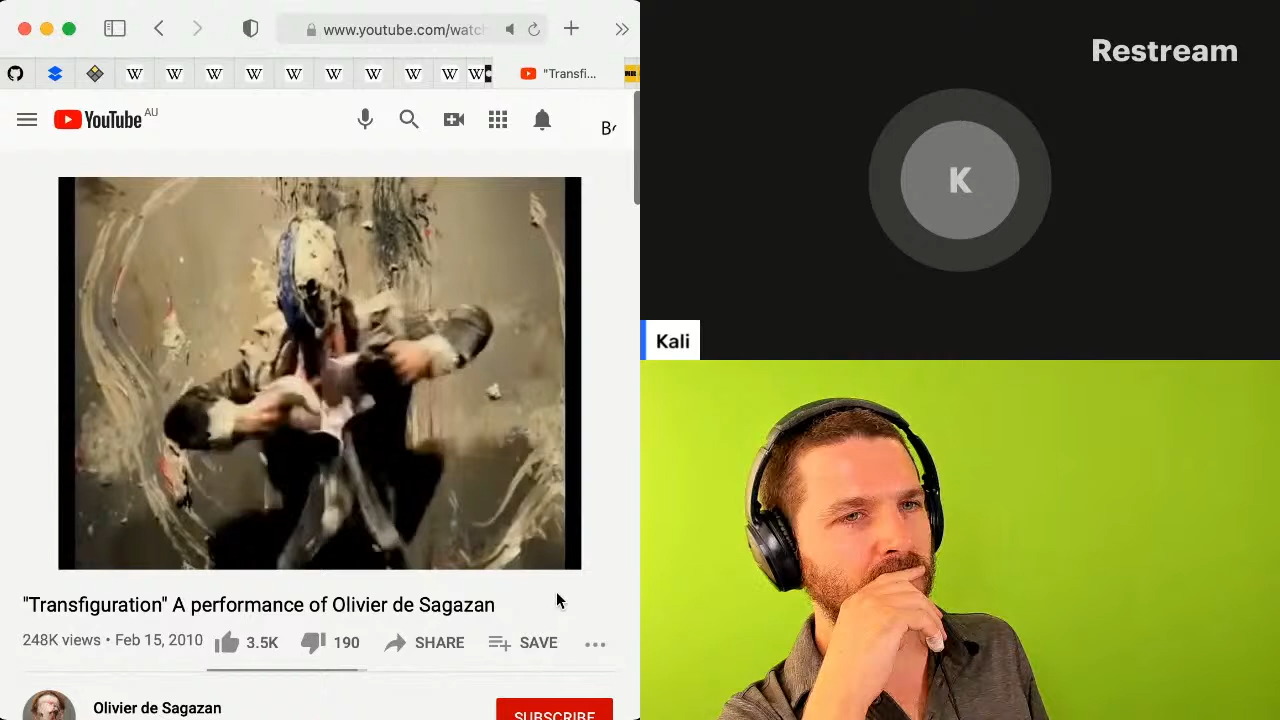 www.youtube.com/watc
"Transfi...
YouTube AU
"Transfiguration" A performance of Olivier de Sagazan
248K views • Feb 15, 2010
3.5K
190
SHARE
SAVE
Olivier de Sagazan
SUBSCRIBE
Restream
K
Kali